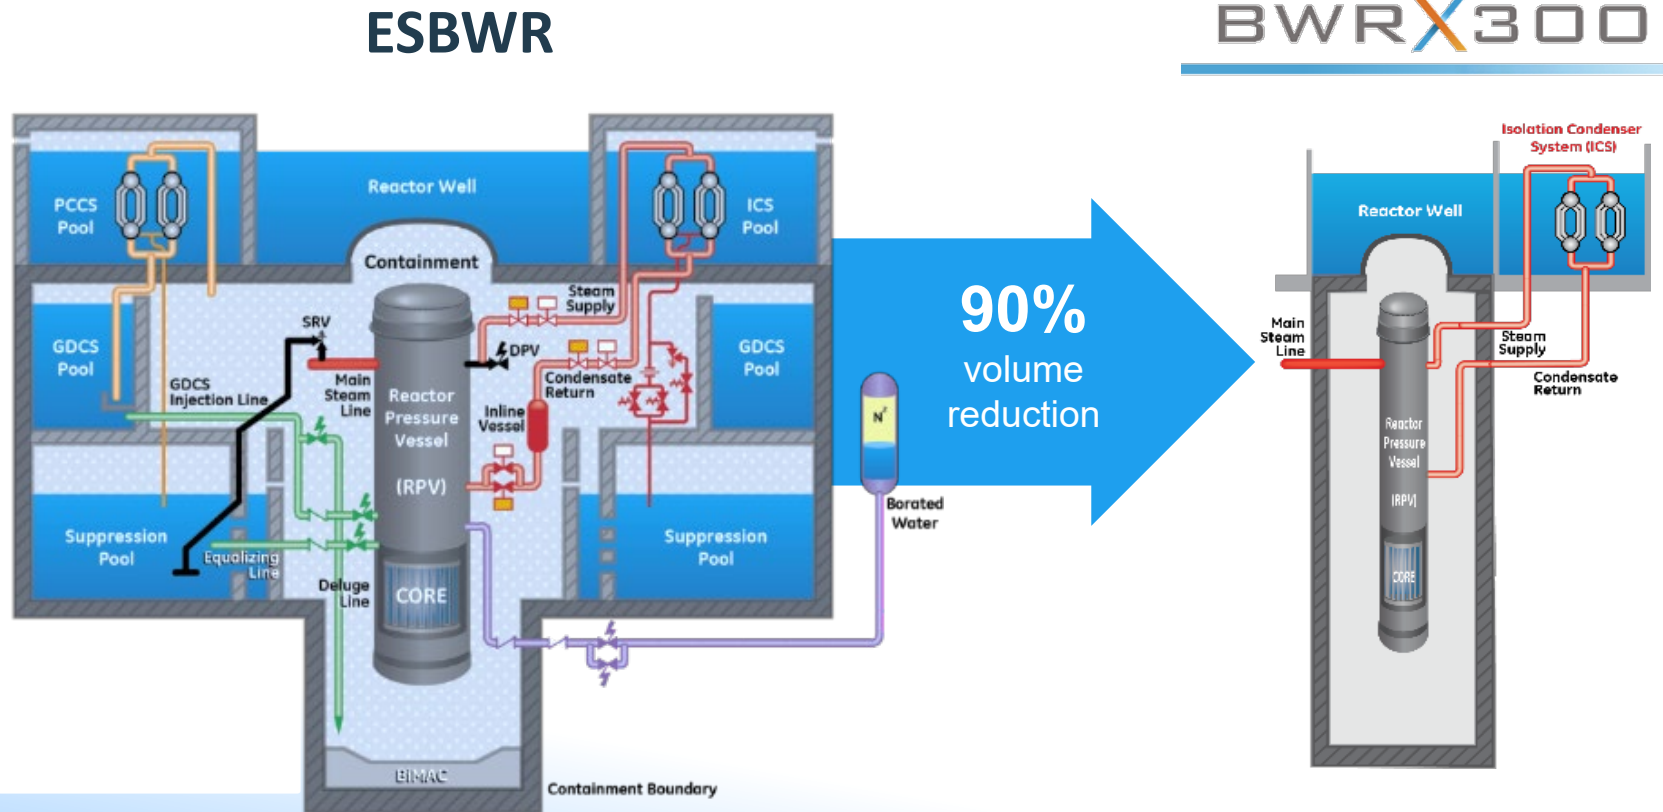 ESBWR
BWRX300
Reactor Well
PCCS
Pool
ICS
Pool
Containment
Steam
Supply
SRV
DPV
GDCS
Pool
GDCS
Injection Line
Main
Steam
Line
Reactor
Pressure
Vessel
(RPV)
Condensate
Return
Inline
Vessel
GDCS
Pool
Suppression
Pool
Equalizing
Line
Deluge
Line
CORE
Suppression
Pool
BiMAC
Containment Boundary
N²
Borated
Water
90%
volume
reduction
Isolation Condenser
System (ICS)
Reactor Well
Main
Steam
Line
Steam
Supply
Condensate
Return
Reactor
Pressure
Vessel
(RPV)
CORE